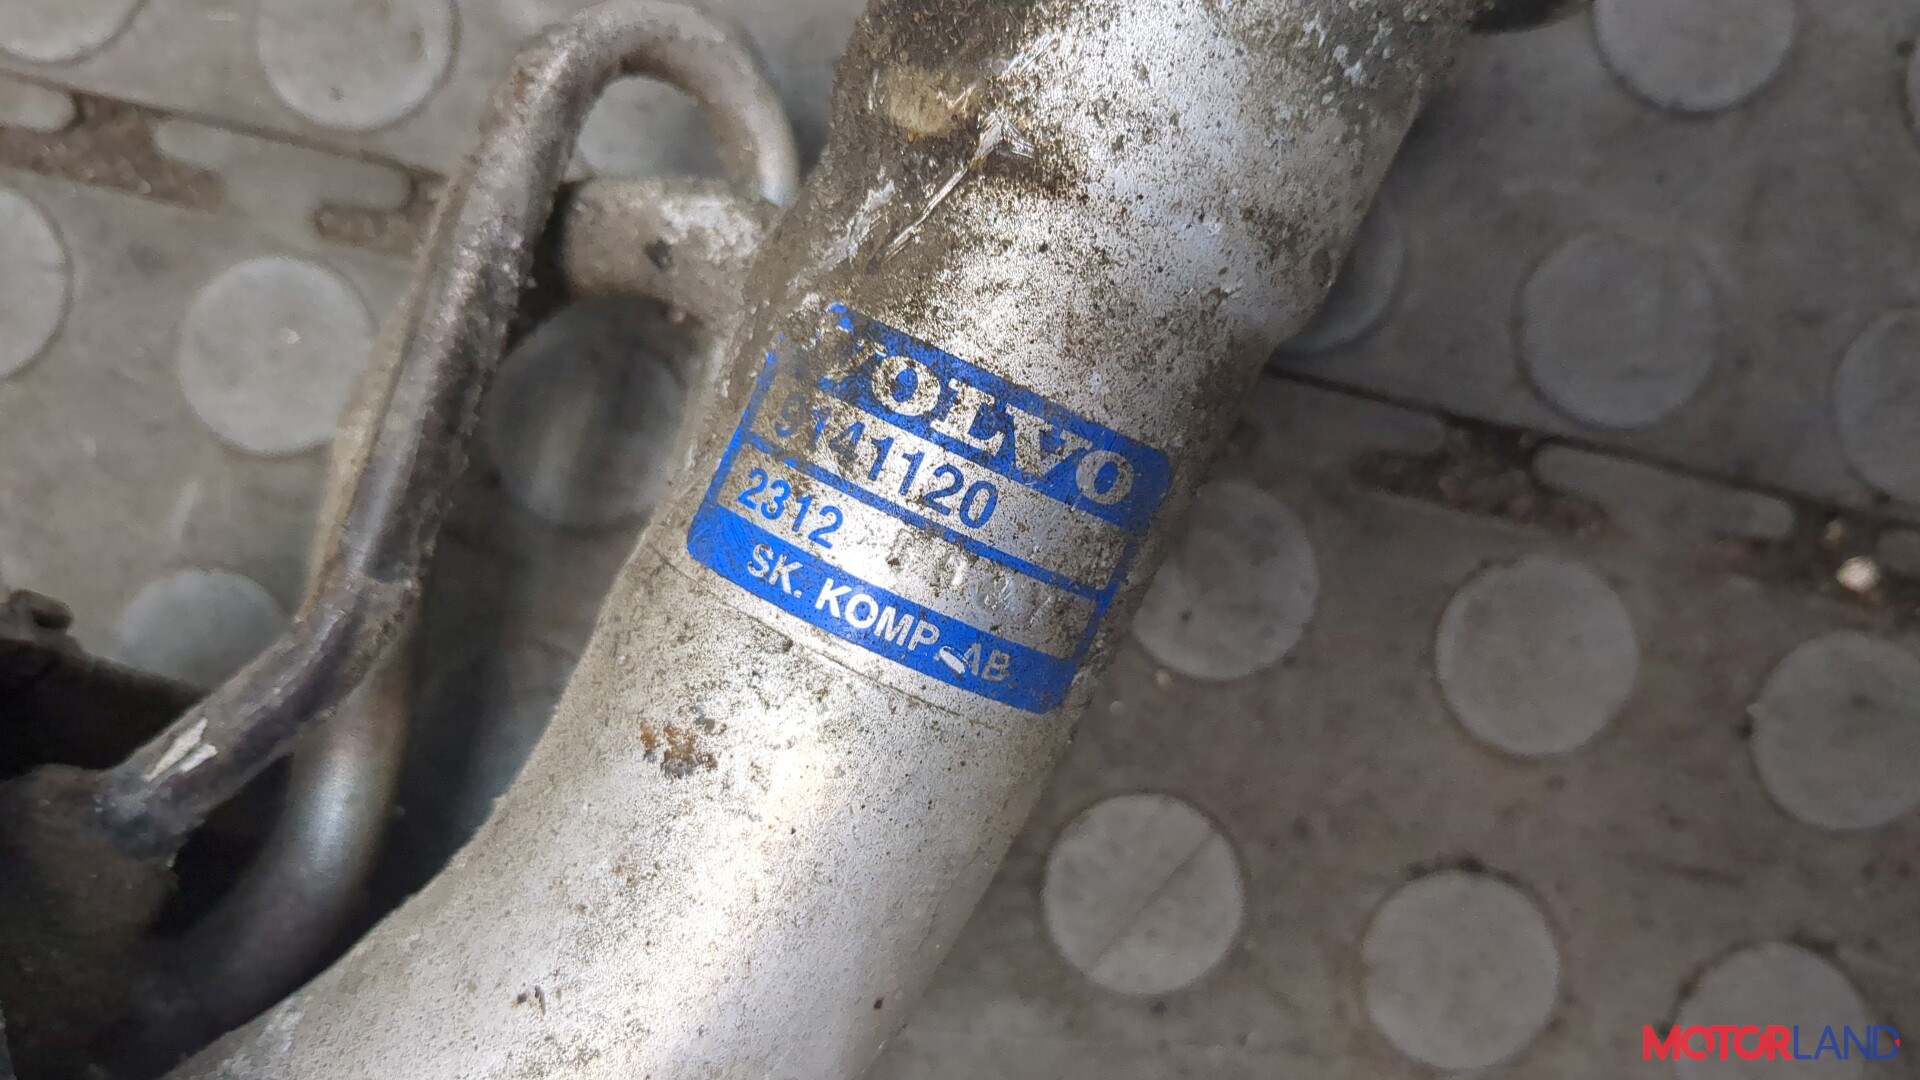 VOLVO
9141120
2312
SK. KOMP. AB.
MOTORLAND